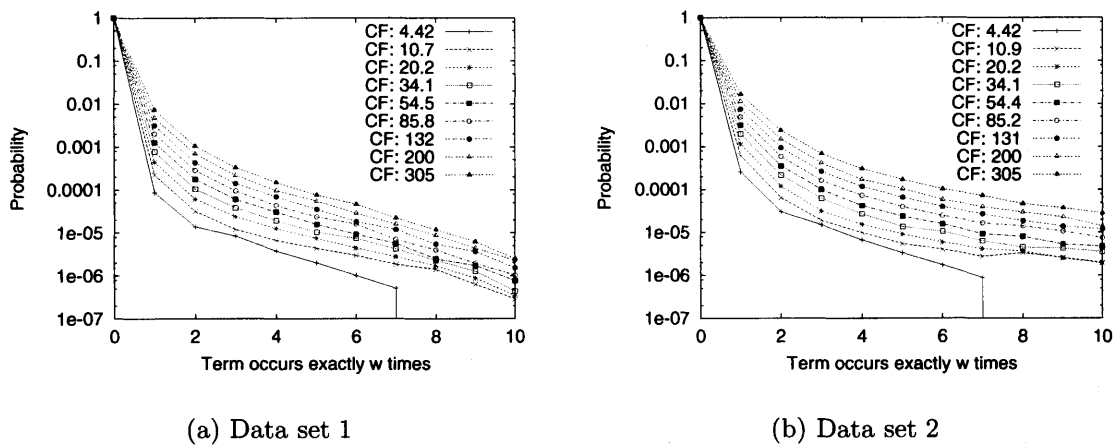 1
0.1
0.01
0.001
0.0001
1e-05
1e-06
1e-07
Probability
0 2 4 6 8 10
Term occurs exactly w times
CF: 4.42
CF: 10.7
CF: 20.2
CF: 34.1
CF: 54.5
CF: 85.8
CF: 132
CF: 200
CF: 305
(a) Data set 1
1
0.1
0.01
0.001
0.0001
1e-05
1e-06
1e-07
Probability
0 2 4 6 8 10
Term occurs exactly w times
CF: 4.42
CF: 10.9
CF: 20.2
CF: 34.1
CF: 54.4
CF: 85.2
CF: 131
CF: 200
CF: 305
(b) Data set 2